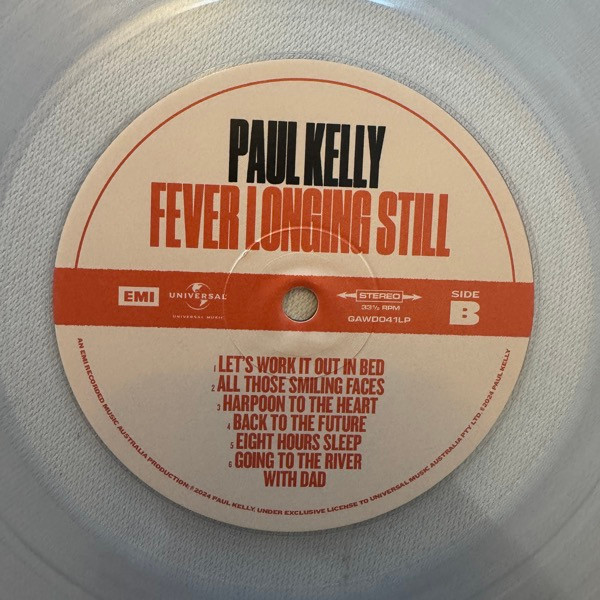 PAUL KELLY
FEVER LONGING STILL
EMI
UNIVERSAL
UNIVERSAL MUSIC
STEREO
33⅓ RPM
GAWD041LP
SIDE
B
1 LET'S WORK IT OUT IN BED
2 ALL THOSE SMILING FACES
3 HARPOON TO THE HEART
4 BACK TO THE FUTURE
5 EIGHT HOURS SLEEP
6 GOING TO THE RIVER
WITH DAD
AN EMI RECORDED MUSIC AUSTRALIA PRODUCTION; ℗2024 PAUL KELLY, UNDER EXCLUSIVE LICENSE TO UNIVERSAL MUSIC AUSTRALIA PTY LTD. ©2024 PAUL KELLY